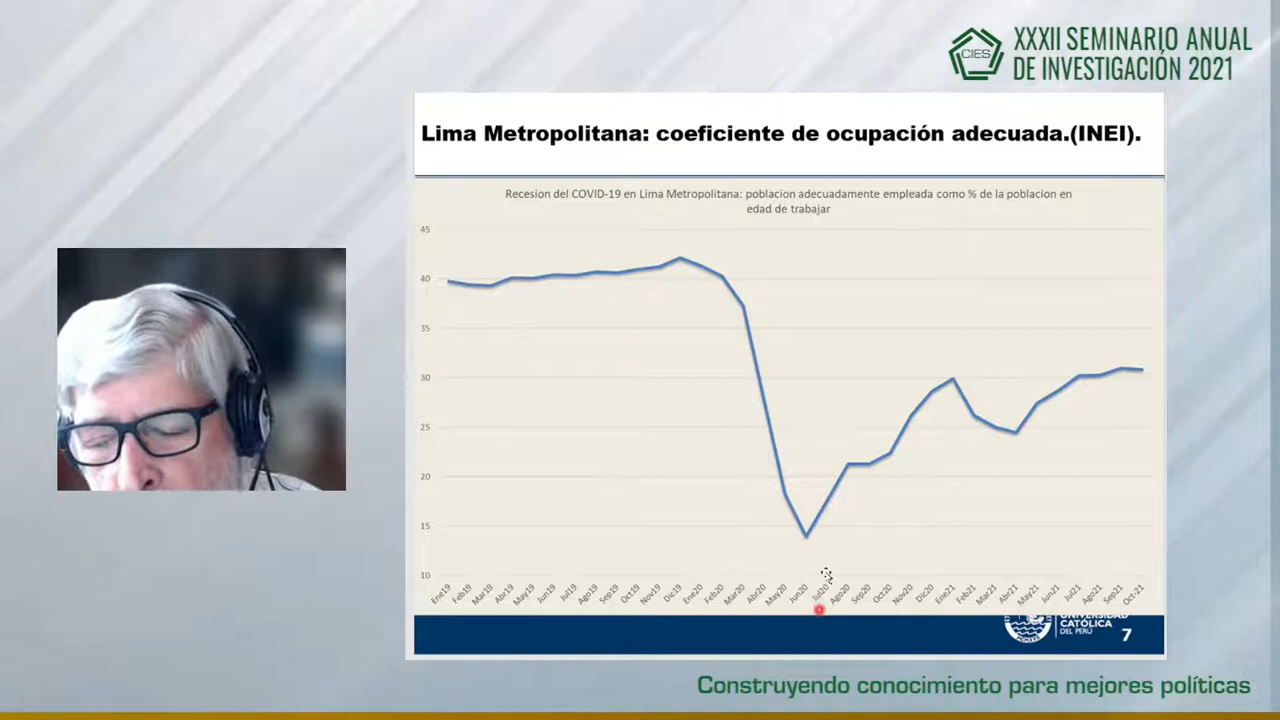 CIES
XXXII SEMINARIO ANUAL
DE INVESTIGACIÓN 2021
Lima Metropolitana: coeficiente de ocupación adecuada.(INEI).
Recesion del COVID-19 en Lima Metropolitana: poblacion adecuadamente empleada como % de la poblacion en
edad de trabajar
45
40
35
30
25
20
15
10
Ene19 Feb19 Mar19 Abr19 May19 Jun19 Jul19 Ago19 Sep19 Oct19 Nov19 Dic19 Ene20 Feb20 Mar20 Abr20 May20 Jun20 Jul20 Ago20 Sep20 Oct20 Nov20 Dic20 Ene21 Feb21 Mar21 Abr21 May21 Jun21 Jul21 Ago21 Sep21 Oct-21
UNIVERSIDAD
CATÓLICA
DEL PERÚ
7
Construyendo conocimiento para mejores políticas